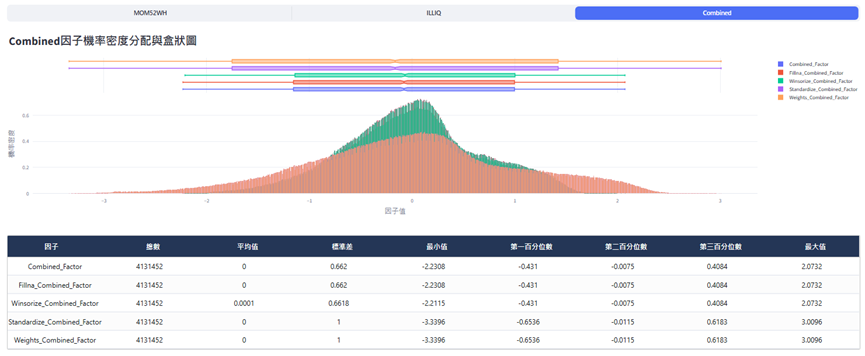 MOM52WH ILLIQ Combined
Combined因子機率密度分配與盒狀圖
Combined_Factor
Fillna_Combined_Factor
Winsorize_Combined_Factor
Standardize_Combined_Factor
Weights_Combined_Factor
機率密度
0.6
0.4
0.2
0
−3 −2 −1 0 1 2 3
因子值
因子 總數 平均值 標準差 最小值 第一百分位數 第二百分位數 第三百分位數 最大值
Combined_Factor 4131452 0 0.662 -2.2308 -0.431 -0.0075 0.4084 2.0732
Fillna_Combined_Factor 4131452 0 0.662 -2.2308 -0.431 -0.0075 0.4084 2.0732
Winsorize_Combined_Factor 4131452 0.0001 0.6618 -2.2115 -0.431 -0.0075 0.4084 2.0732
Standardize_Combined_Factor 4131452 0 1 -3.3396 -0.6536 -0.0115 0.6183 3.0096
Weights_Combined_Factor 4131452 0 1 -3.3396 -0.6536 -0.0115 0.6183 3.0096